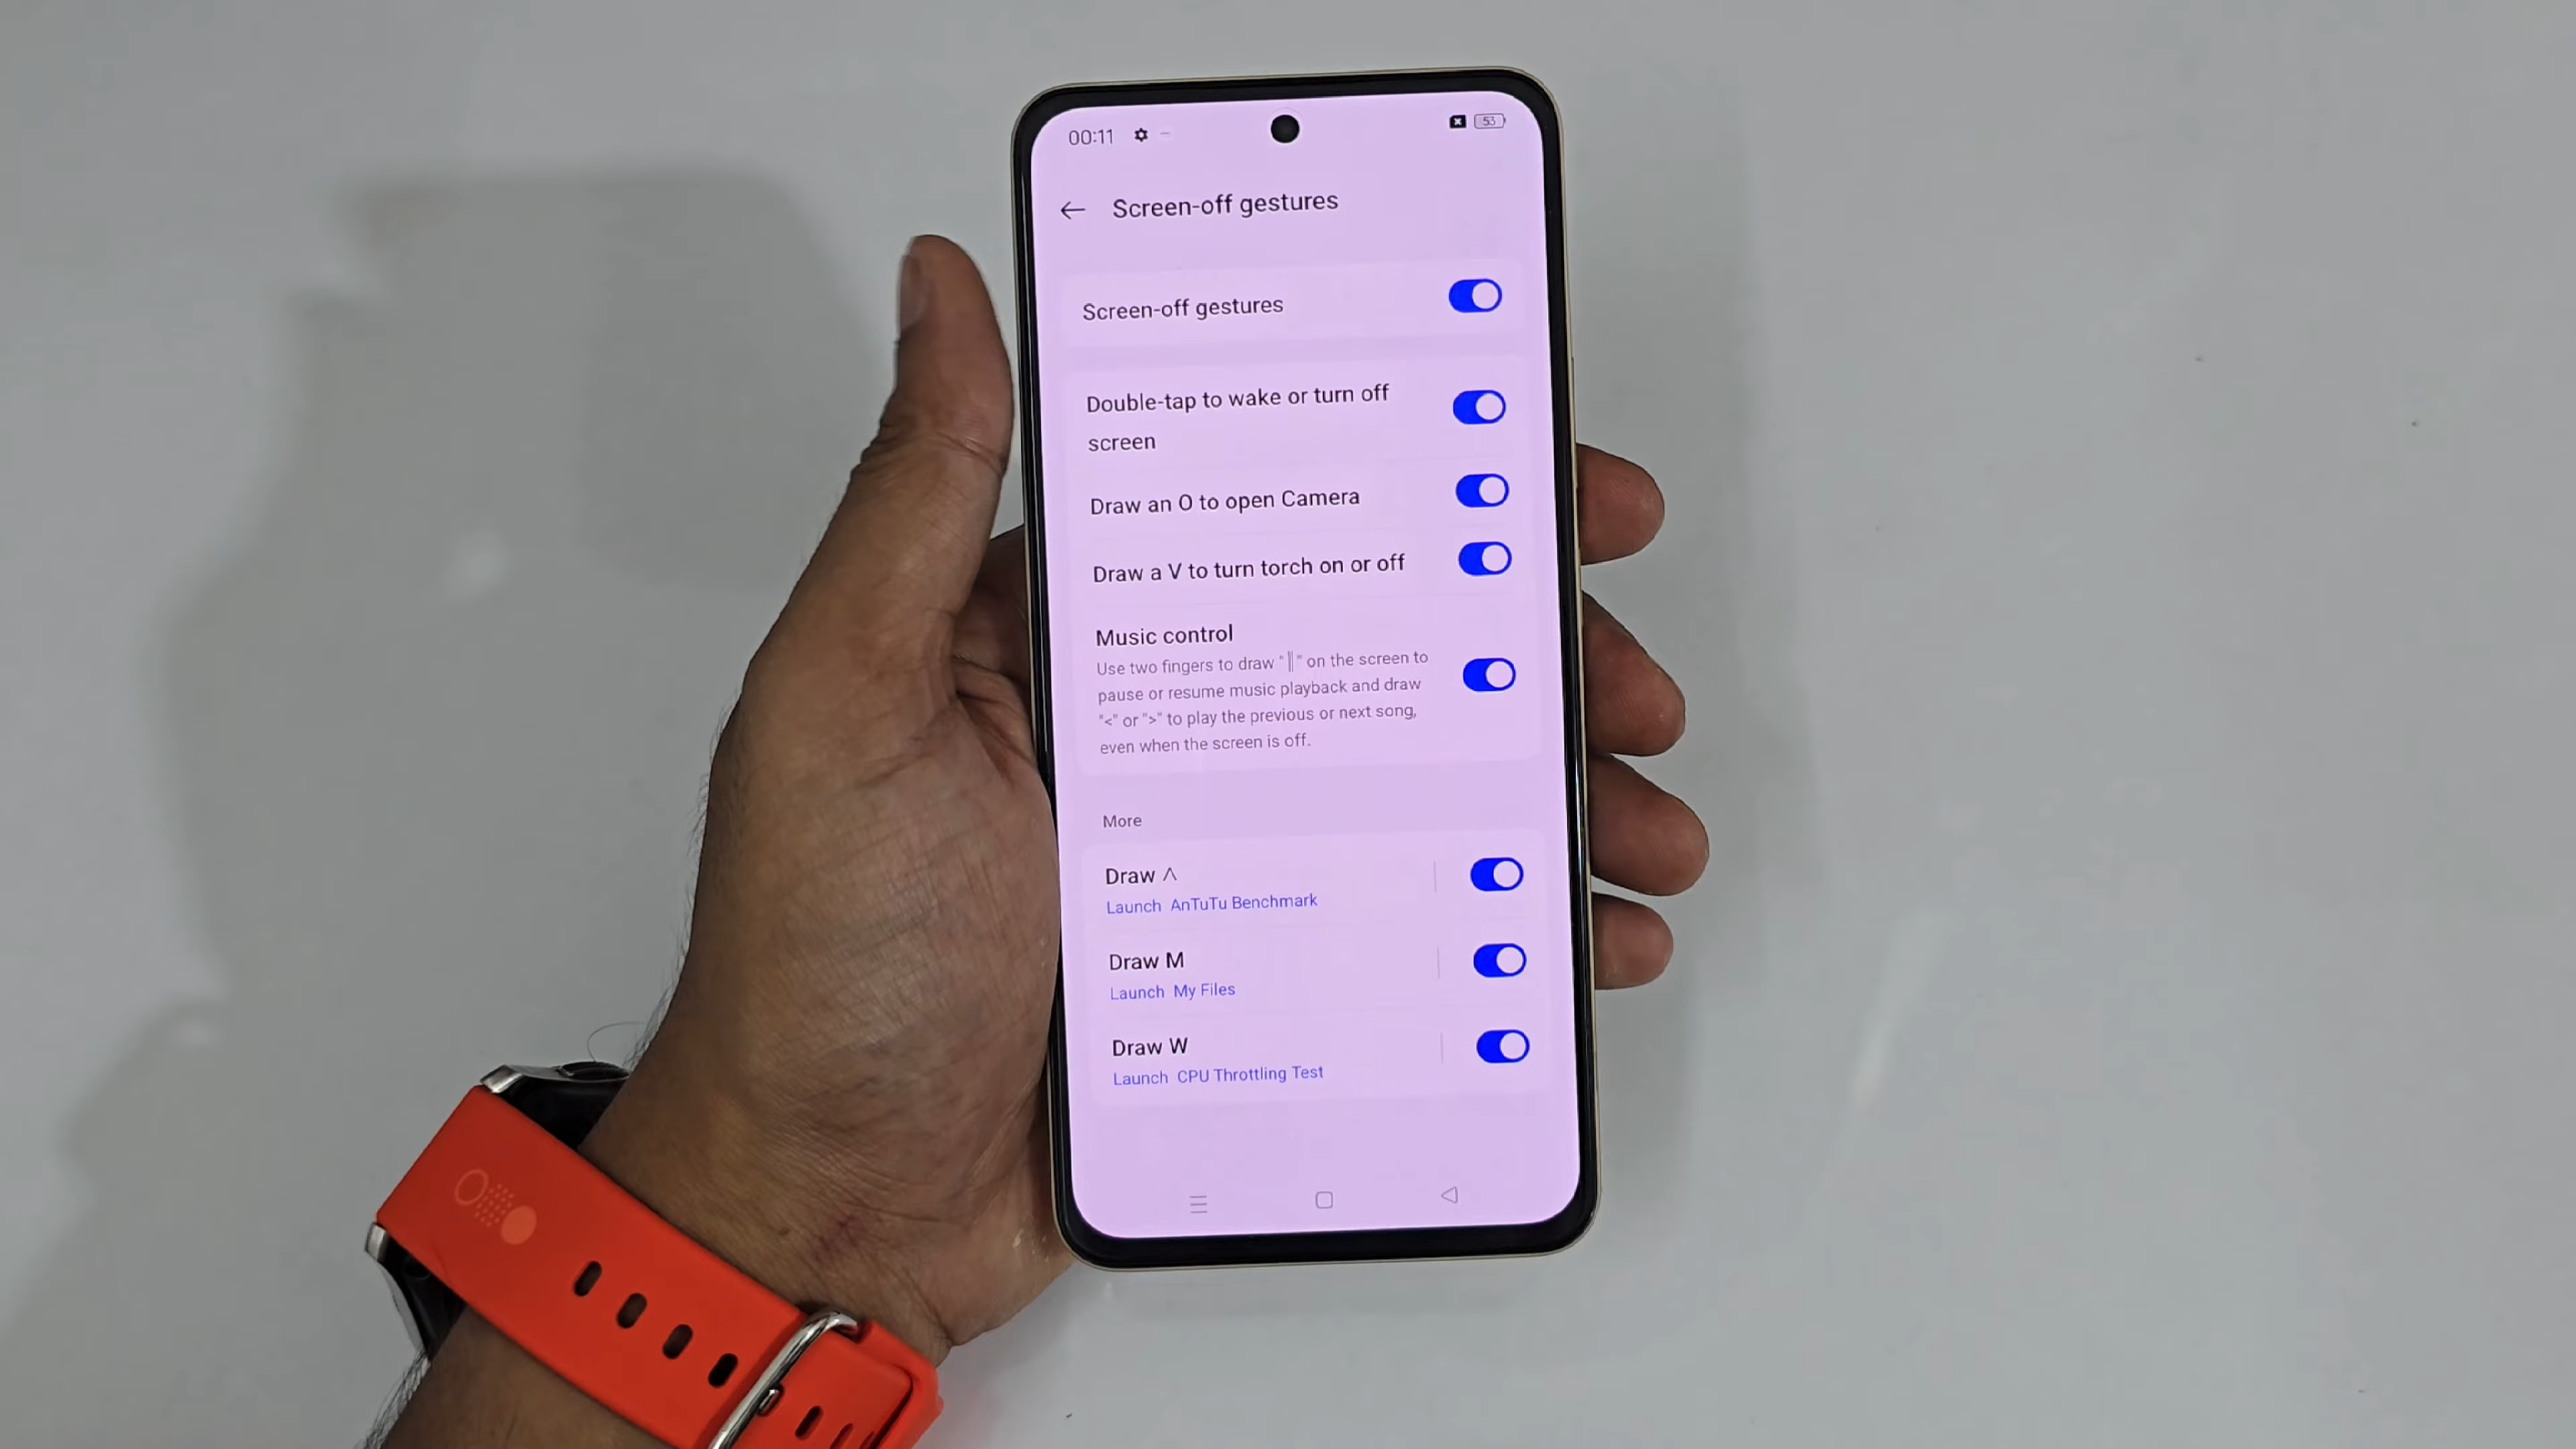 00:11
53
Screen-off gestures
Screen-off gestures
Double-tap to wake or turn off
screen
Draw an O to open Camera
Draw a V to turn torch on or off
Music control
Use two fingers to draw "||" on the screen to
pause or resume music playback and draw
"<" or ">" to play the previous or next song,
even when the screen is off.
More
Draw ∧
Launch AnTuTu Benchmark
Draw M
Launch My Files
Draw W
Launch CPU Throttling Test